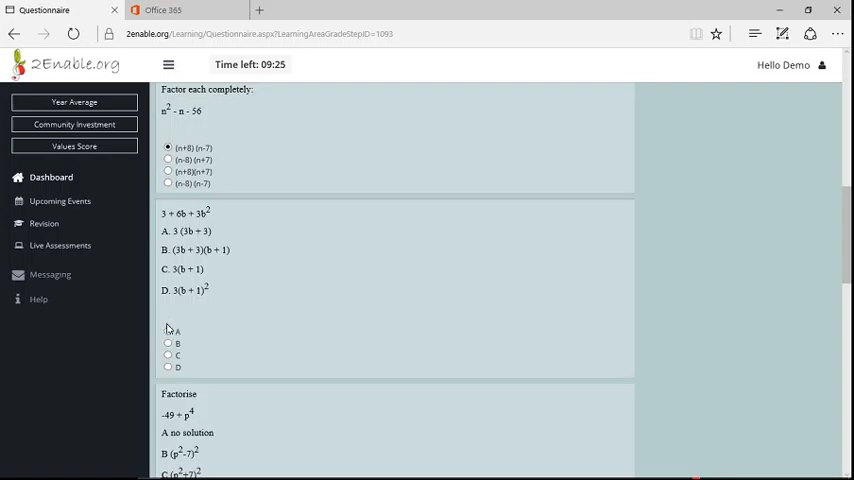 Questionnaire
Office 365
2enable.org/Learning/Questionnaire.aspx?LearningAreaGradeStepID=1093
2Enable.org
Time left: 09:25
Hello Demo
Year Average
Community Investment
Values Score
Dashboard
Upcoming Events
Revision
Live Assessments
Messaging
Help
Factor each completely:
n² - n - 56
(n+8) (n-7)
(n-8) (n+7)
(n+8)(n+7)
(n-8) (n-7)
3 + 6b + 3b²
A. 3 (3b + 3)
B. (3b + 3)(b + 1)
C. 3(b + 1)
D. 3(b + 1)²
A
B
C
D
Factorise
-49 + p⁴
A no solution
B (p²-7)²
C (p²+7)²